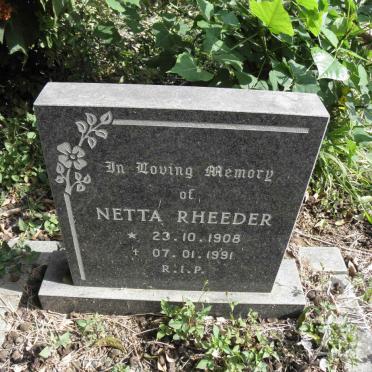 In Loving Memory
of
NETTA RHEEDER
* 23.10.1908
† 07.01.1991
R.I.P.